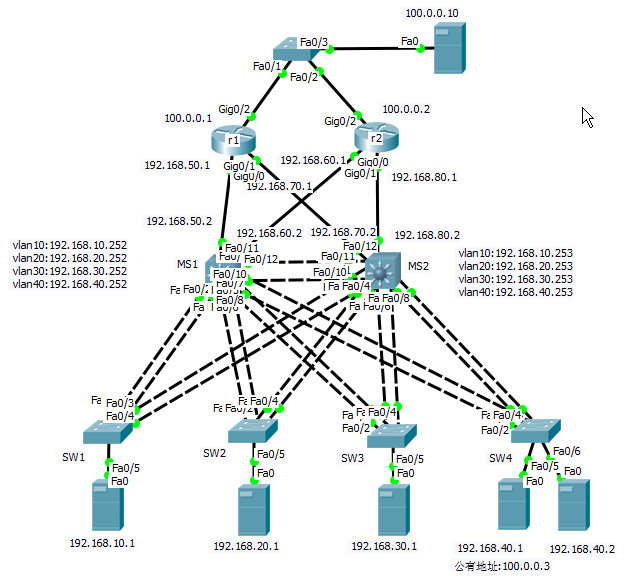 100.0.0.10
Fa0/3
Fa0
Fa0/1
Fa0/2
Gig0/2
100.0.0.1
r1
Gig0/2
100.0.0.2
r2
192.168.50.1
Gig0/1
Gig0/0
192.168.60.1
Gig0/0
Gig0/1
192.168.70.1
192.168.80.1
192.168.50.2
192.168.60.2
192.168.70.2
192.168.80.2
vlan10:192.168.10.252
vlan20:192.168.20.252
vlan30:192.168.30.252
vlan40:192.168.40.252
MS1
Fa0/11
Fa0/12
Fa0/10
Fa0/8
Fa0/12
Fa0/11
Fa0/10
MS2
Fa0/4
Fa0/8
vlan10:192.168.10.253
vlan20:192.168.20.253
vlan30:192.168.30.253
vlan40:192.168.40.253
Fa0/3
Fa0/4
SW1
Fa0/5
Fa0
192.168.10.1
Fa0/4
Fa0/2
SW2
Fa0/5
Fa0
192.168.20.1
Fa0/4
Fa0/2
SW3
Fa0/5
Fa0
192.168.30.1
Fa0/4
Fa0/2
SW4
Fa0/5
Fa0/6
Fa0
Fa0
192.168.40.1
192.168.40.2
公有地址:100.0.0.3